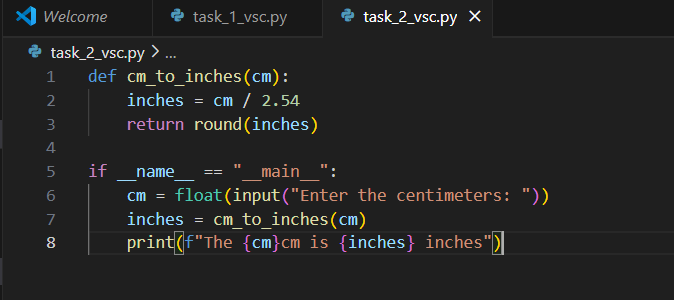 Welcome task_1_vsc.py task_2_vsc.py ×
task_2_vsc.py > ...
1 def cm_to_inches(cm):
2     inches = cm / 2.54
3     return round(inches)
4
5 if __name__ == "__main__":
6     cm = float(input("Enter the centimeters: "))
7     inches = cm_to_inches(cm)
8     print(f"The {cm}cm is {inches} inches")